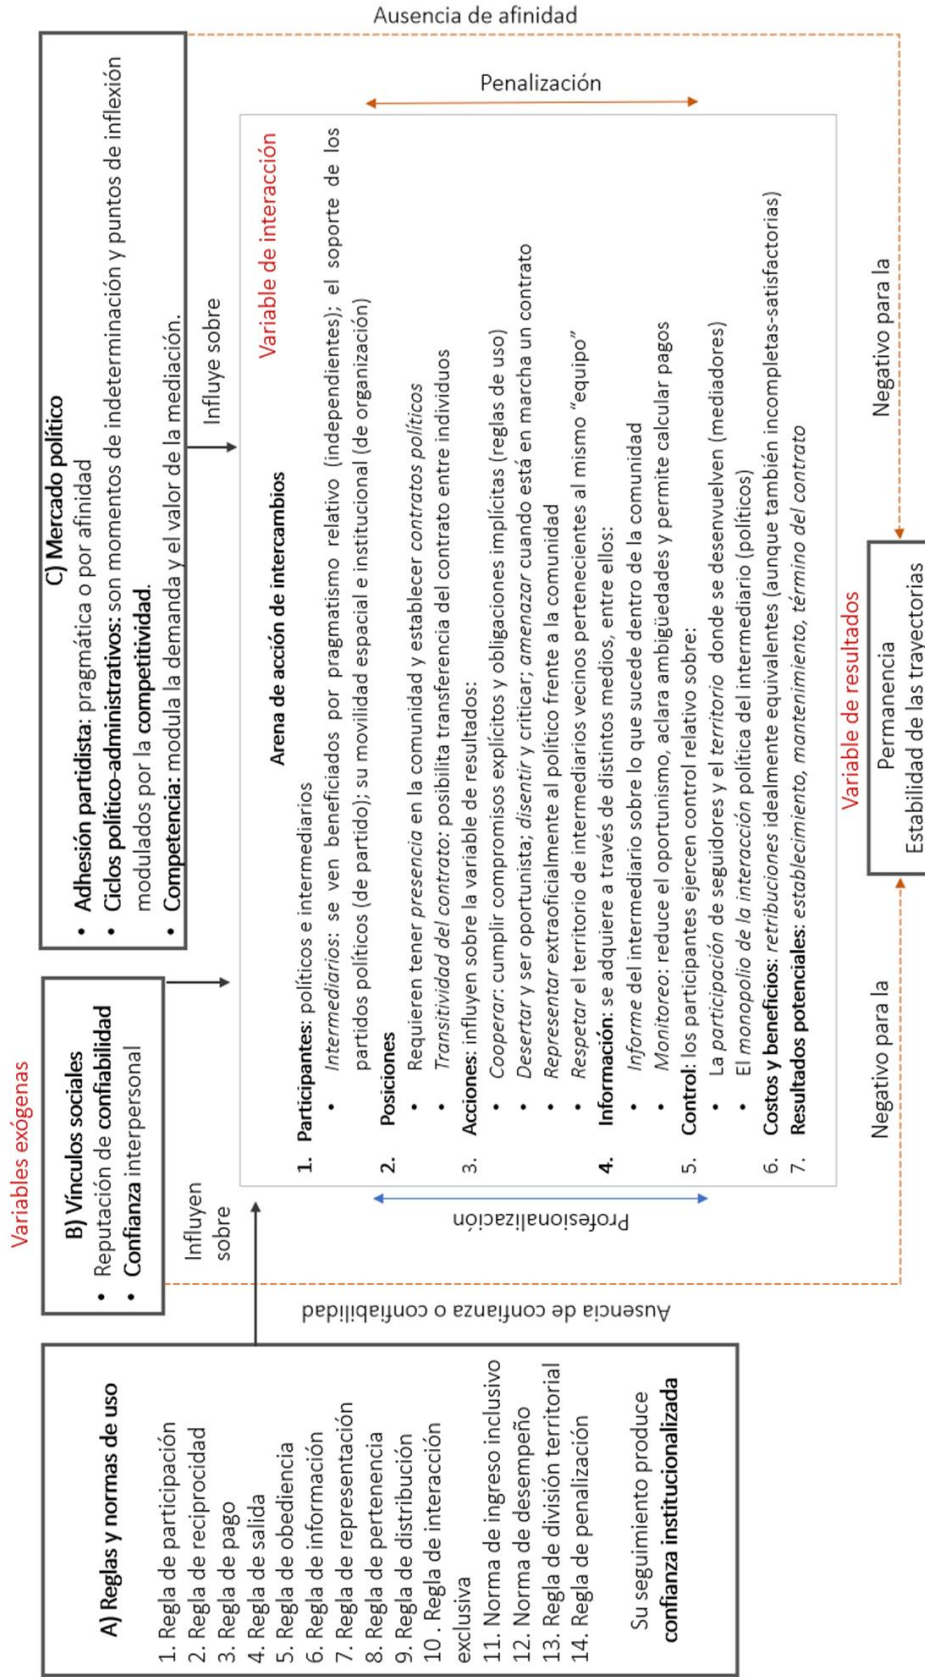 Variables exógenas
A) Reglas y normas de uso
1. Regla de participación
2. Regla de reciprocidad
3. Regla de pago
4. Regla de salida
5. Regla de obediencia
6. Regla de información
7. Regla de representación
8. Regla de pertenencia
9. Regla de distribución
10 . Regla de interacción
exclusiva
11. Norma de ingreso inclusivo
12. Norma de desempeño
13. Regla de división territorial
14. Regla de penalización
Su seguimiento produce
confianza institucionalizada
B) Vínculos sociales
• Reputación de confiabilidad
• Confianza interpersonal
Influyen
sobre
C) Mercado político
• Adhesión partidista: pragmática o por afinidad
• Ciclos político-administrativos: son momentos de indeterminación y puntos de inflexión
modulados por la competitividad.
• Competencia: modula la demanda y el valor de la mediación.
Influye sobre
Variable de interacción
Arena de acción de intercambios
1. Participantes: políticos e intermediarios
• Intermediarios: se ven beneficiados por pragmatismo relativo (independientes); el soporte de los
partidos políticos (de partido); su movilidad espacial e institucional (de organización)
2. Posiciones
• Requieren tener presencia en la comunidad y establecer contratos políticos
• Transitividad del contrato: posibilita transferencia del contrato entre individuos
3. Acciones: influyen sobre la variable de resultados:
• Cooperar: cumplir compromisos explícitos y obligaciones implícitas (reglas de uso)
• Desertar y ser oportunista; disentir y criticar; amenazar cuando está en marcha un contrato
• Representar extraoficialmente al político frente a la comunidad
• Respetar el territorio de intermediarios vecinos pertenecientes al mismo “equipo”
4. Información: se adquiere a través de distintos medios, entre ellos:
• Informe del intermediario sobre lo que sucede dentro de la comunidad
• Monitoreo: reduce el oportunismo, aclara ambigüedades y permite calcular pagos
5. Control: los participantes ejercen control relativo sobre:
• La participación de seguidores y el territorio donde se desenvuelven (mediadores)
• El monopolio de la interacción política del intermediario (políticos)
6. Costos y beneficios: retribuciones idealmente equivalentes (aunque también incompletas-satisfactorias)
7. Resultados potenciales: establecimiento, mantenimiento, término del contrato
Profesionalización
Penalización
Ausencia de confianza o confiabilidad
Ausencia de afinidad
Negativo para la
Negativo para la
Variable de resultados
Permanencia
Estabilidad de las trayectorias